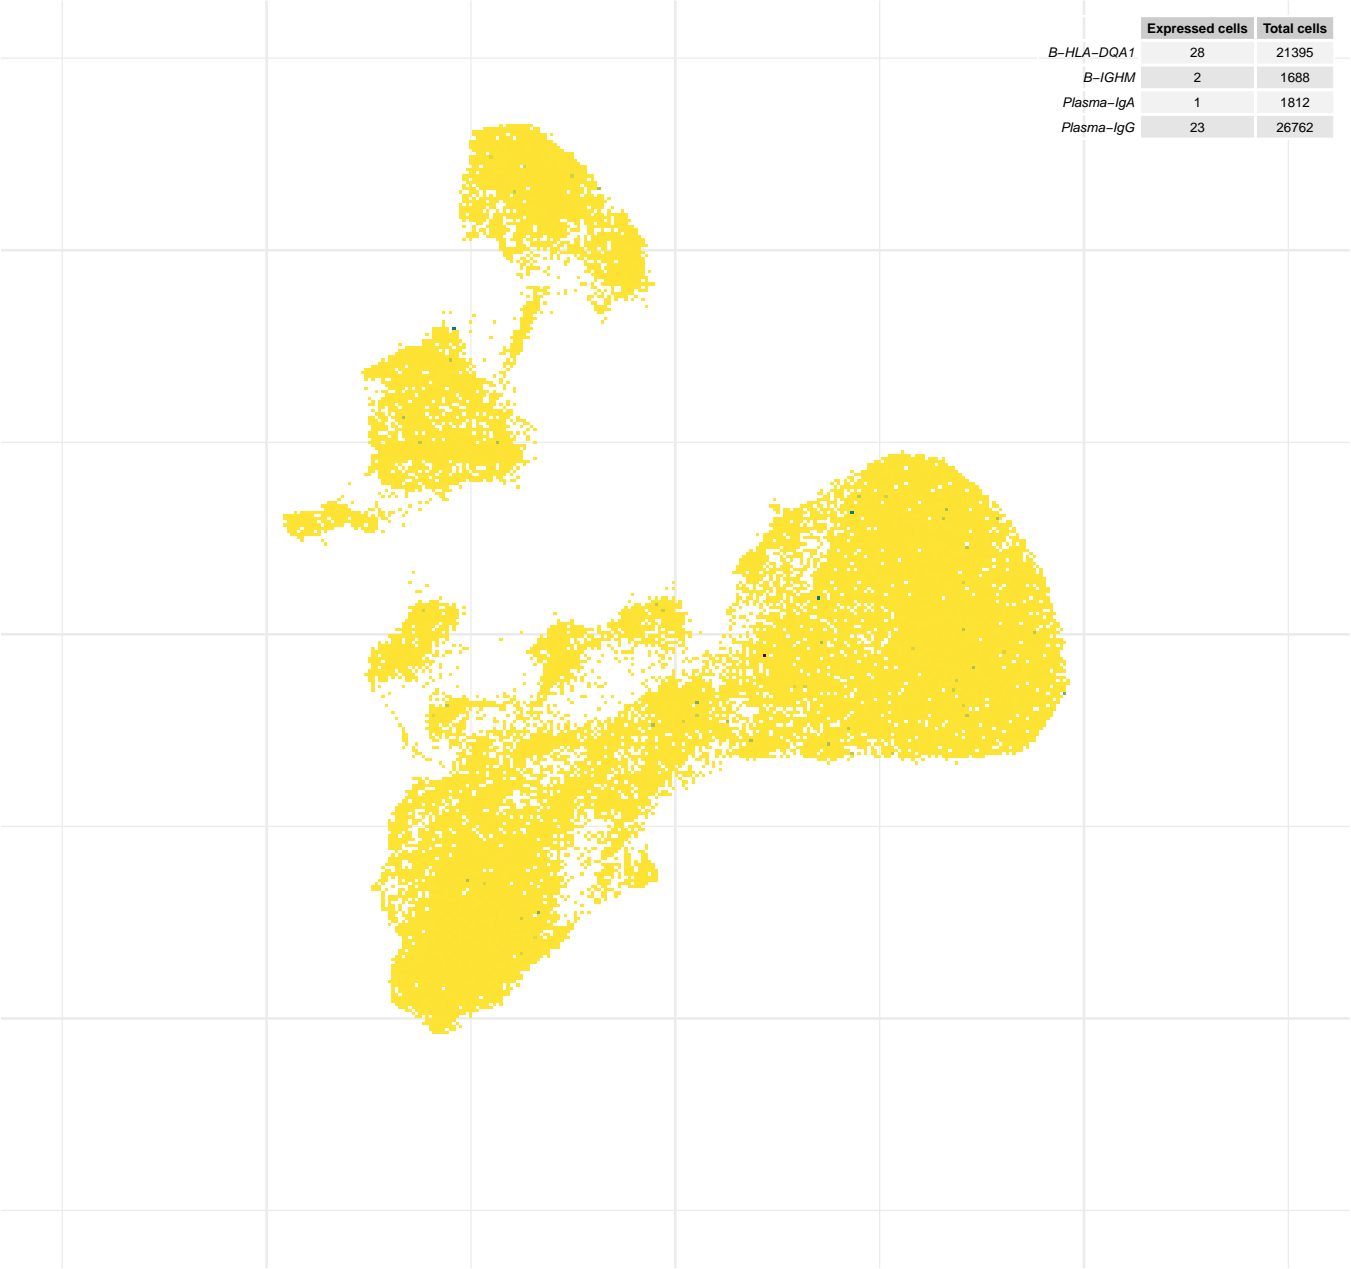 Expressed cells Total cells
B−HLA−DQA1 28 21395
B−IGHM 2 1688
Plasma−IgA 1 1812
Plasma−IgG 23 26762